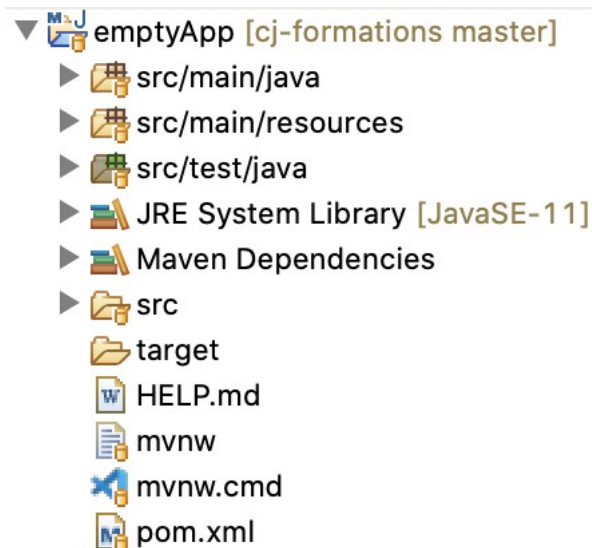 emptyApp [cj-formations master]
src/main/java
src/main/resources
src/test/java
JRE System Library [JavaSE-11]
Maven Dependencies
src
target
HELP.md
mvnw
mvnw.cmd
pom.xml